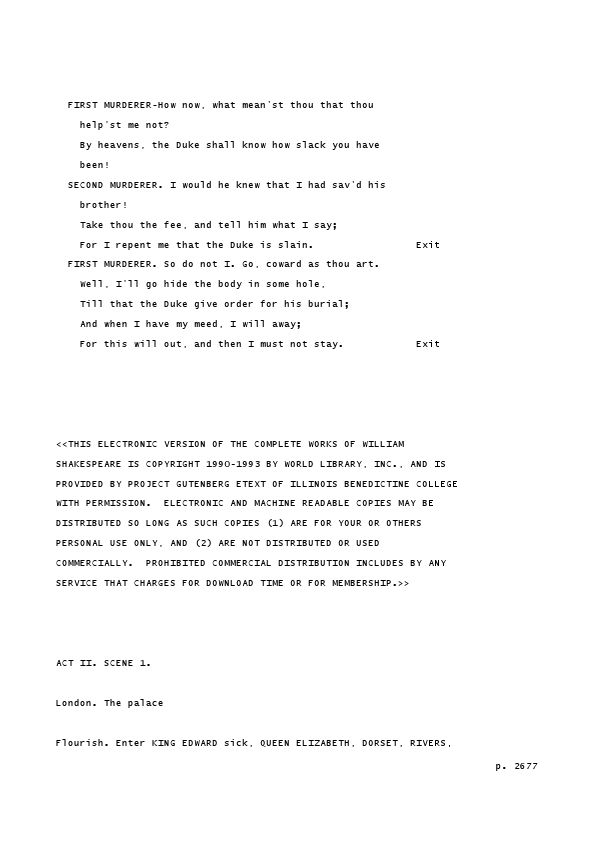 FIRST MURDERER-How now, what mean'st thou that thou
help'st me not?
By heavens, the Duke shall know how slack you have
been!
SECOND MURDERER. I would he knew that I had sav'd his
brother!
Take thou the fee, and tell him what I say;
For I repent me that the Duke is slain. Exit
FIRST MURDERER. So do not I. Go, coward as thou art.
Well, I'll go hide the body in some hole,
Till that the Duke give order for his burial;
And when I have my meed, I will away;
For this will out, and then I must not stay. Exit
<<THIS ELECTRONIC VERSION OF THE COMPLETE WORKS OF WILLIAM
SHAKESPEARE IS COPYRIGHT 1990-1993 BY WORLD LIBRARY, INC., AND IS
PROVIDED BY PROJECT GUTENBERG ETEXT OF ILLINOIS BENEDICTINE COLLEGE
WITH PERMISSION. ELECTRONIC AND MACHINE READABLE COPIES MAY BE
DISTRIBUTED SO LONG AS SUCH COPIES (1) ARE FOR YOUR OR OTHERS
PERSONAL USE ONLY, AND (2) ARE NOT DISTRIBUTED OR USED
COMMERCIALLY. PROHIBITED COMMERCIAL DISTRIBUTION INCLUDES BY ANY
SERVICE THAT CHARGES FOR DOWNLOAD TIME OR FOR MEMBERSHIP.>>
ACT II. SCENE 1.
London. The palace
Flourish. Enter KING EDWARD sick, QUEEN ELIZABETH, DORSET, RIVERS,
p. 2677